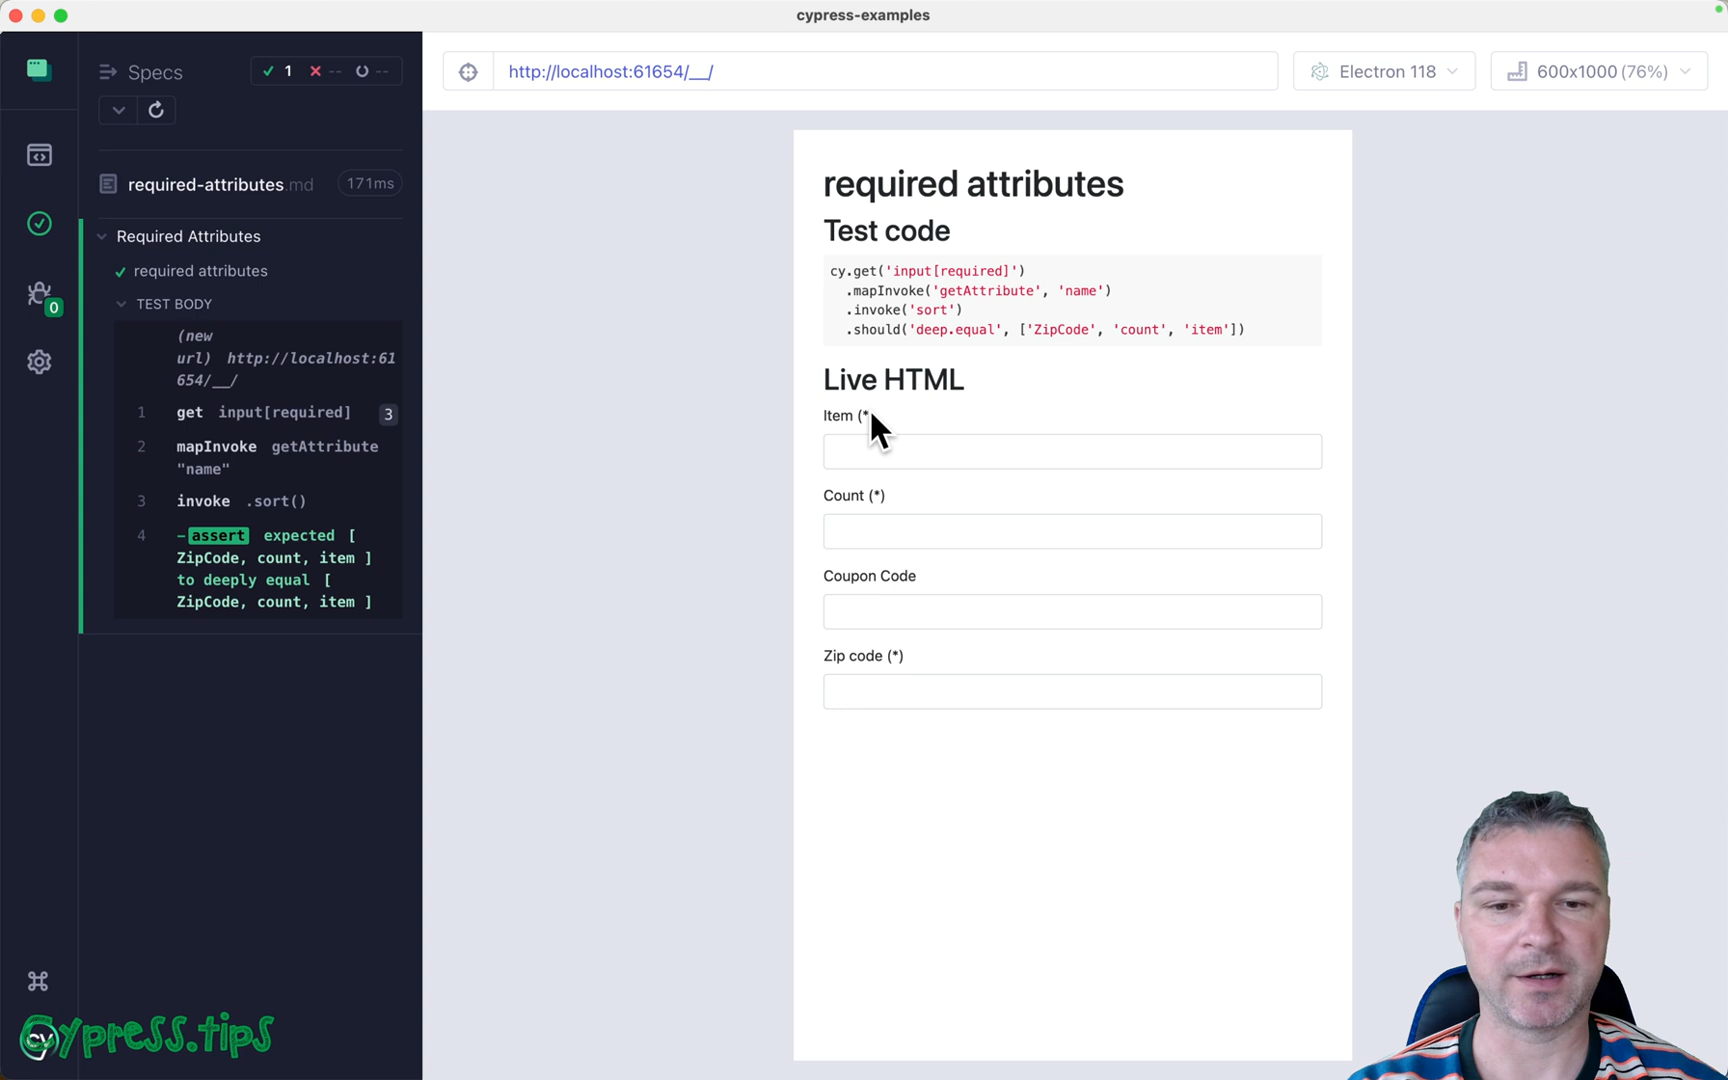 cypress-examples
Specs
1
--
--
http://localhost:61654/__/
Electron 118
600x1000 (76%)
required-attributes.md
171ms
Required Attributes
required attributes
TEST BODY
(new
url) http://localhost:61
654/__/
1 get input[required] 3
2 mapInvoke getAttribute
"name"
3 invoke .sort()
4 -assert expected [
ZipCode, count, item ]
to deeply equal [
ZipCode, count, item ]
0
required attributes
Test code
cy.get('input[required]')
.mapInvoke('getAttribute', 'name')
.invoke('sort')
.should('deep.equal', ['ZipCode', 'count', 'item'])
Live HTML
Item (*
Count (*)
Coupon Code
Zip code (*)
Cypress.tips
cy